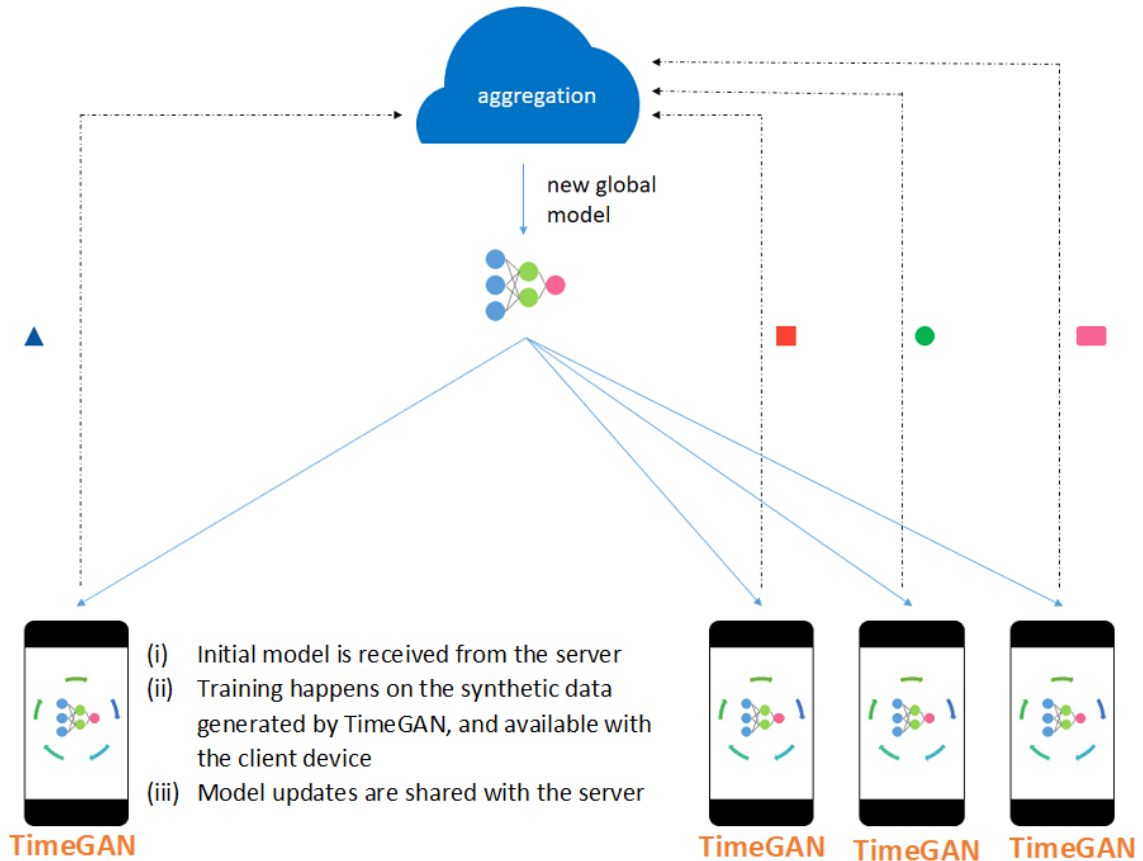 aggregation
new global
model
(i) Initial model is received from the server
(ii) Training happens on the synthetic data
generated by TimeGAN, and available with
the client device
(iii) Model updates are shared with the server
TimeGAN
TimeGAN
TimeGAN
TimeGAN